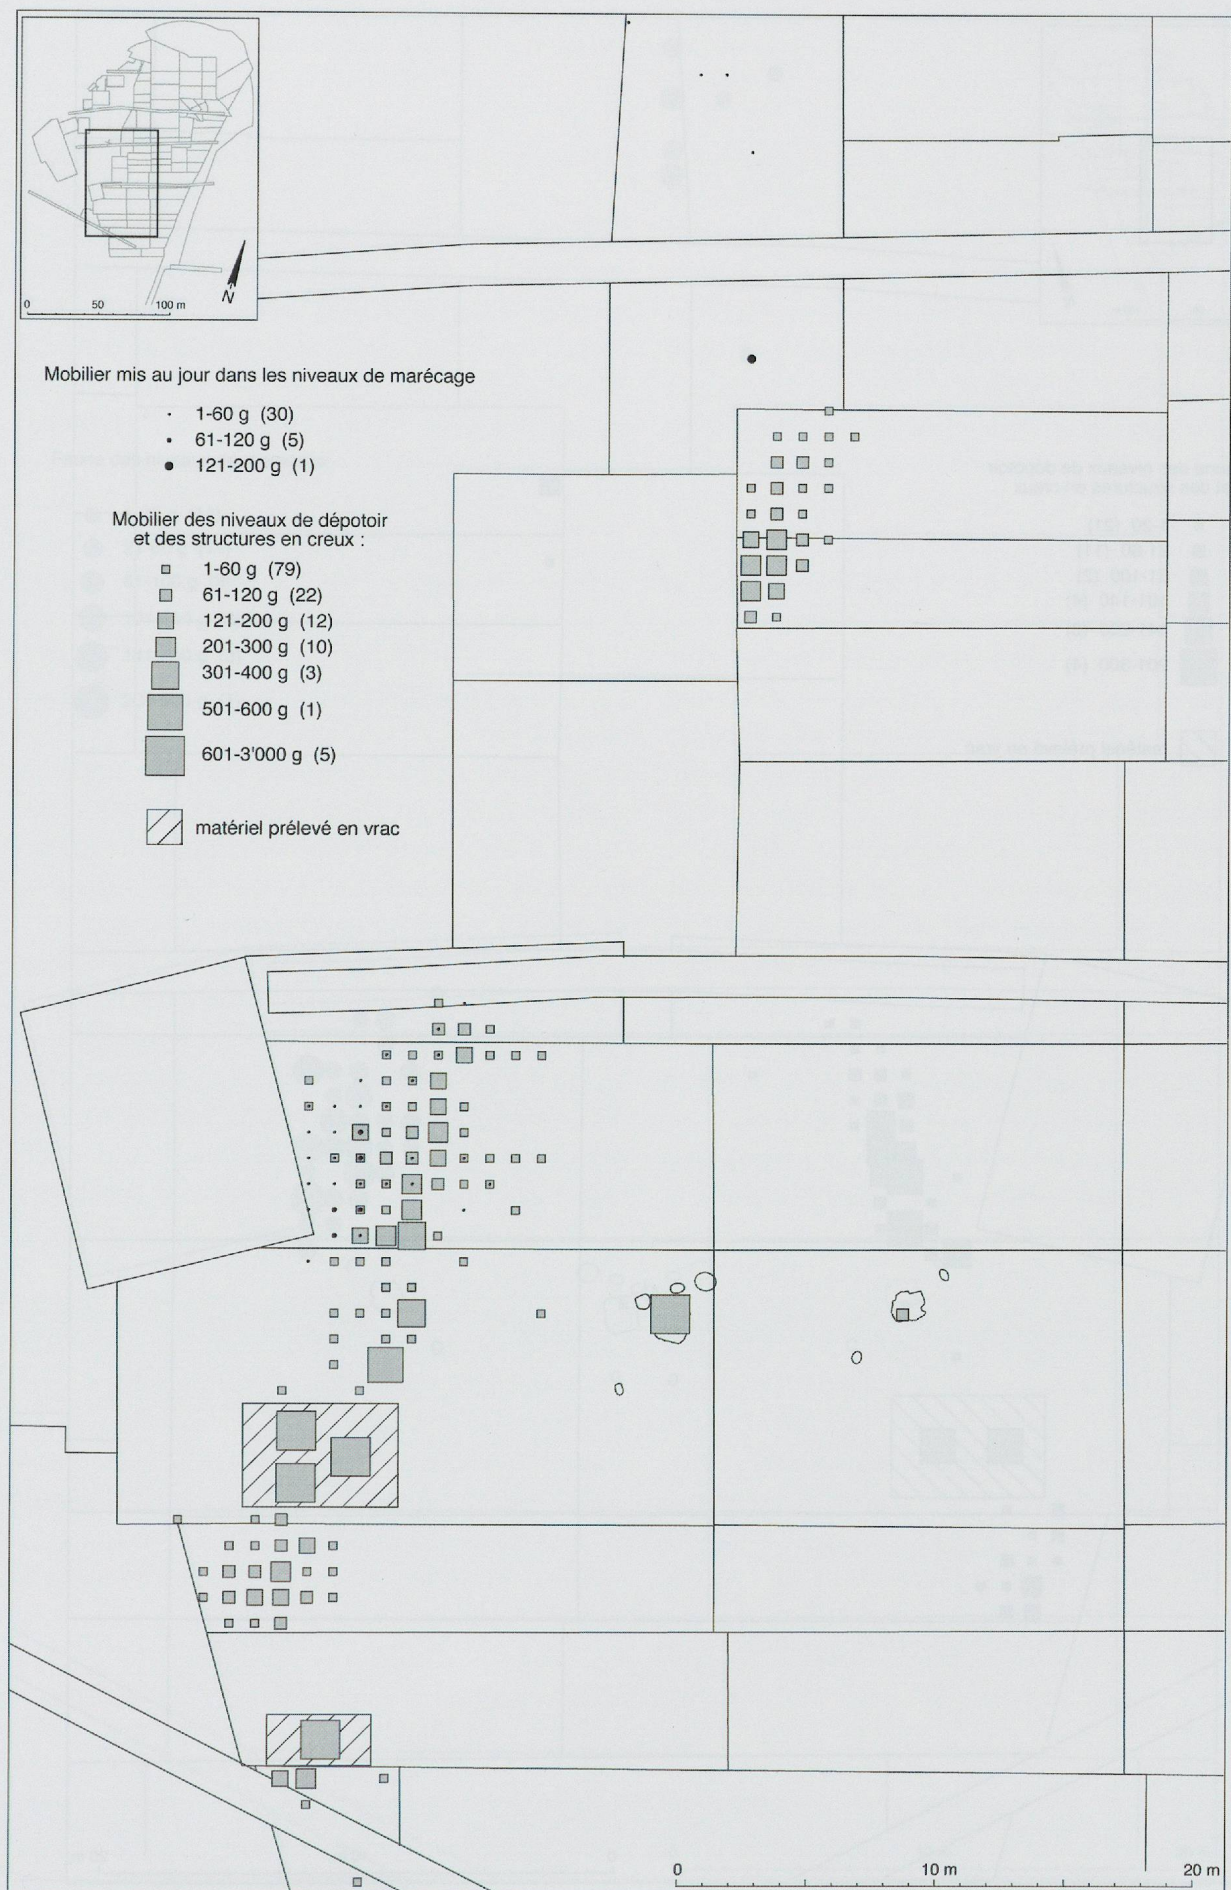 0 50 100 m
N
Mobilier mis au jour dans les niveaux de marécage
1-60 g (30)
61-120 g (5)
121-200 g (1)
Mobilier des niveaux de dépotoir
et des structures en creux :
1-60 g (79)
61-120 g (22)
121-200 g (12)
201-300 g (10)
301-400 g (3)
501-600 g (1)
601-3'000 g (5)
matériel prélevé en vrac
0 10 m 20 m